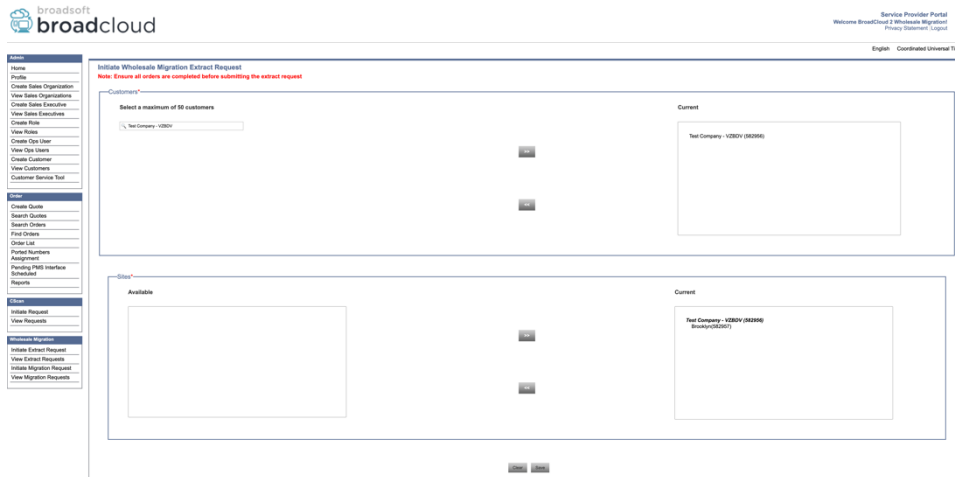 broadsoft
broadcloud
Service Provider Portal
Welcome BroadCloud 2 Wholesale Migration!
Privacy Statement |Logout
English Coordinated Universal Ti
Admin
Home
Profile
Create Sales Organization
View Sales Organizations
Create Sales Executive
View Sales Executives
Create Role
View Roles
Create Ops User
View Ops Users
Create Customer
View Customers
Customer Service Tool
Order
Create Quote
Search Quotes
Search Orders
Find Orders
Order List
Ported Numbers
Assignment
Pending PMS Interface
Scheduled
Reports
Initiate Request
View Requests
Wholesale Migration
Initiate Extract Request
View Extract Requests
Initiate Migration Request
View Migration Requests
Initiate Wholesale Migration Extract Request
Note: Ensure all orders are completed before submitting the extract request
Customers*
Select a maximum of 50 customers
Test Company - VZBDV
Current
Test Company - VZBDV (582956)
Sites*
Available
Current
Test Company - VZBDV (582956)
Brooklyn(582957)
Clear Save